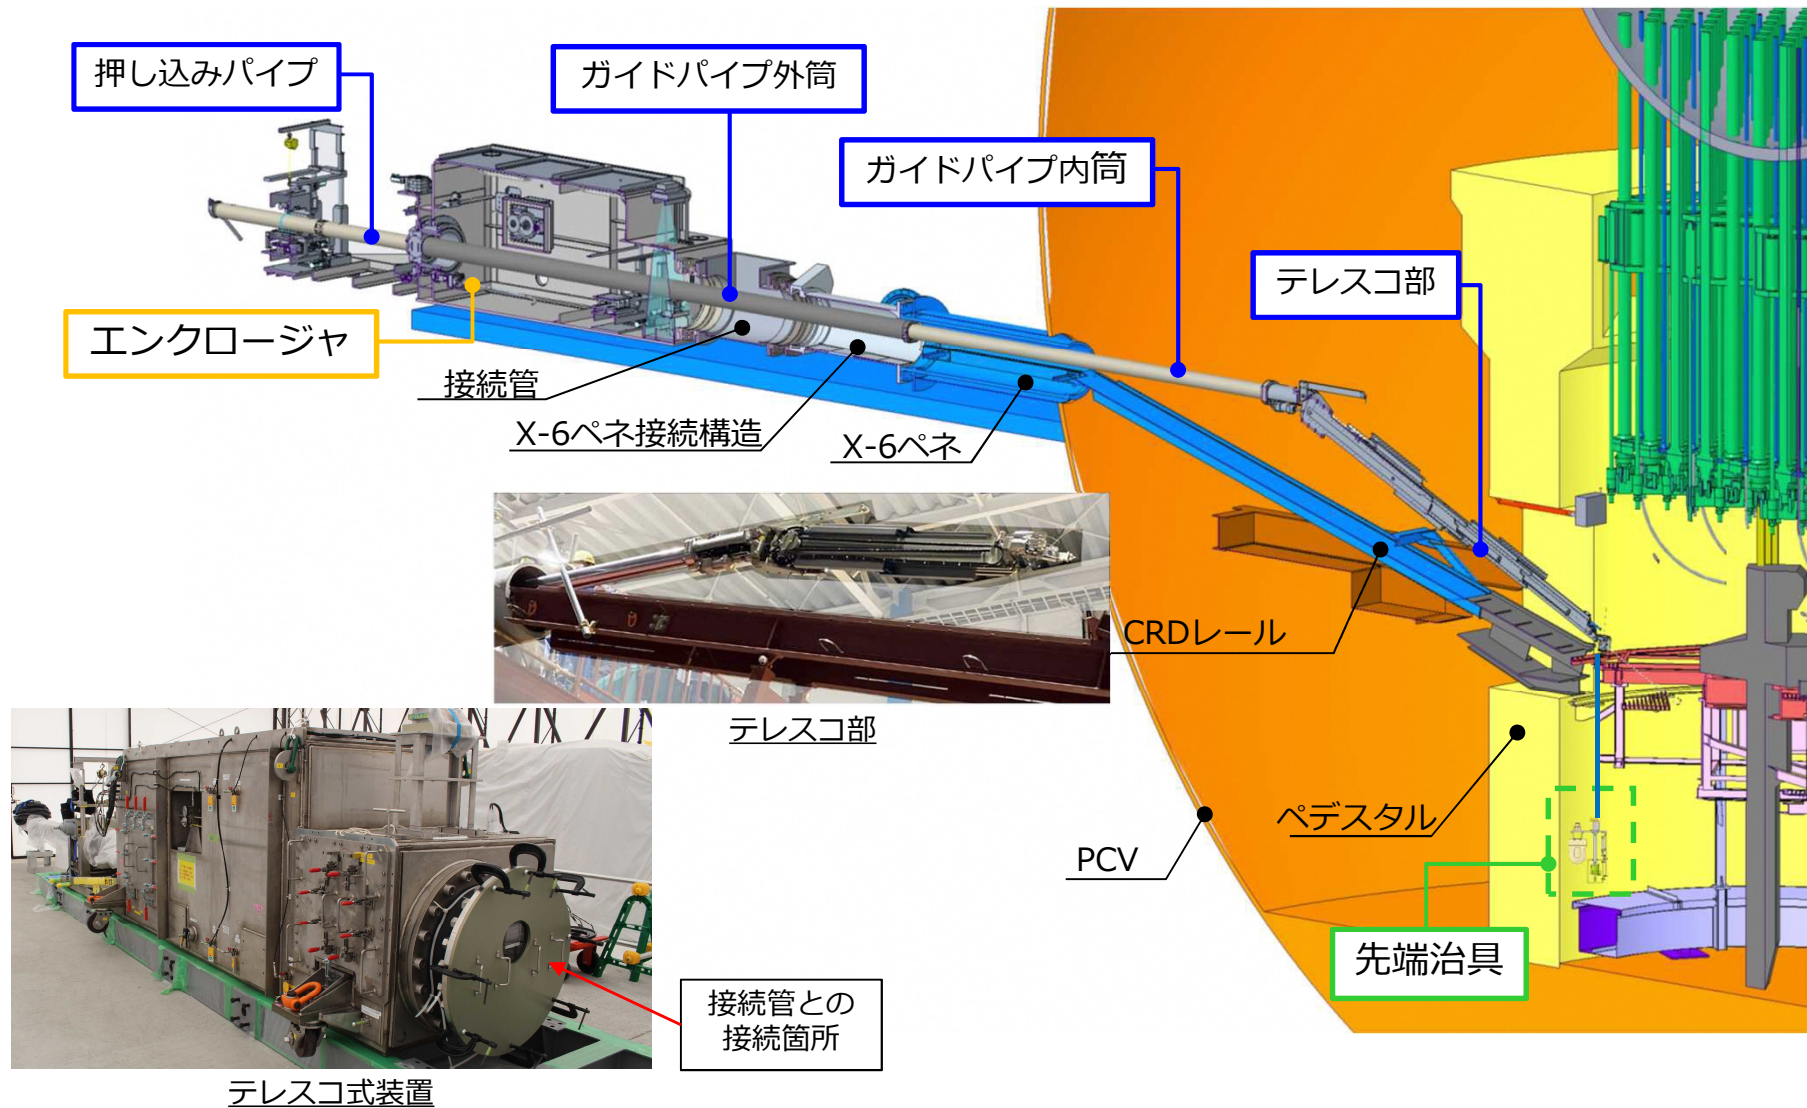 押し込みパイプ
ガイドパイプ外筒
ガイドパイプ内筒
テレスコ部
エンクロージャ
接続管
X-6ペネ接続構造
X-6ペネ
CRDレール
テレスコ部
ペデスタル
PCV
先端治具
接続管との
接続箇所
テレスコ式装置